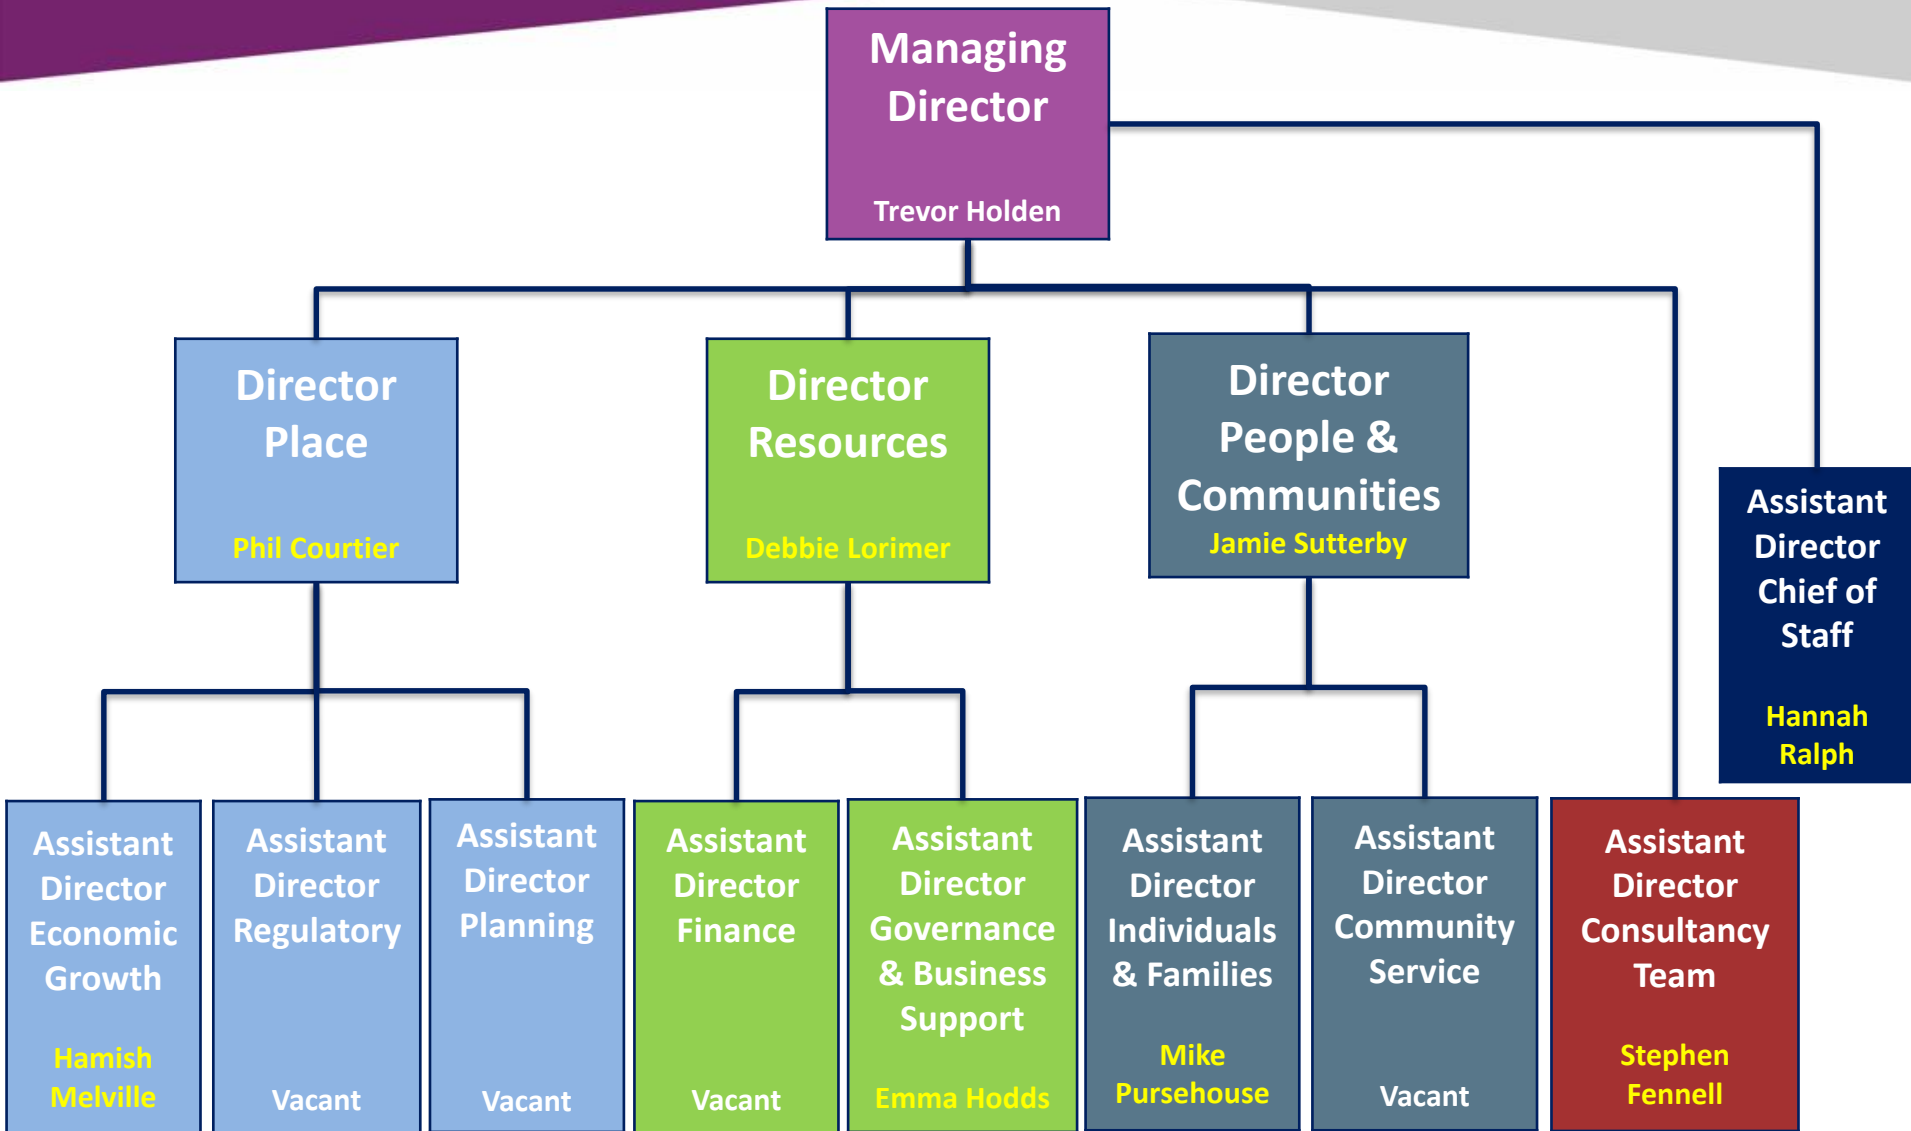 Managing
Director
Trevor Holden
Director
Place
Phil Courtier
Director
Resources
Debbie Lorimer
Director
People &
Communities
Jamie Sutterby
Assistant
Director
Chief of
Staff
Hannah
Ralph
Assistant
Director
Economic
Growth
Hamish
Melville
Assistant
Director
Regulatory
Vacant
Assistant
Director
Planning
Vacant
Assistant
Director
Finance
Vacant
Assistant
Director
Governance
& Business
Support
Emma Hodds
Assistant
Director
Individuals
& Families
Mike
Pursehouse
Assistant
Director
Community
Service
Vacant
Assistant
Director
Consultancy
Team
Stephen
Fennell